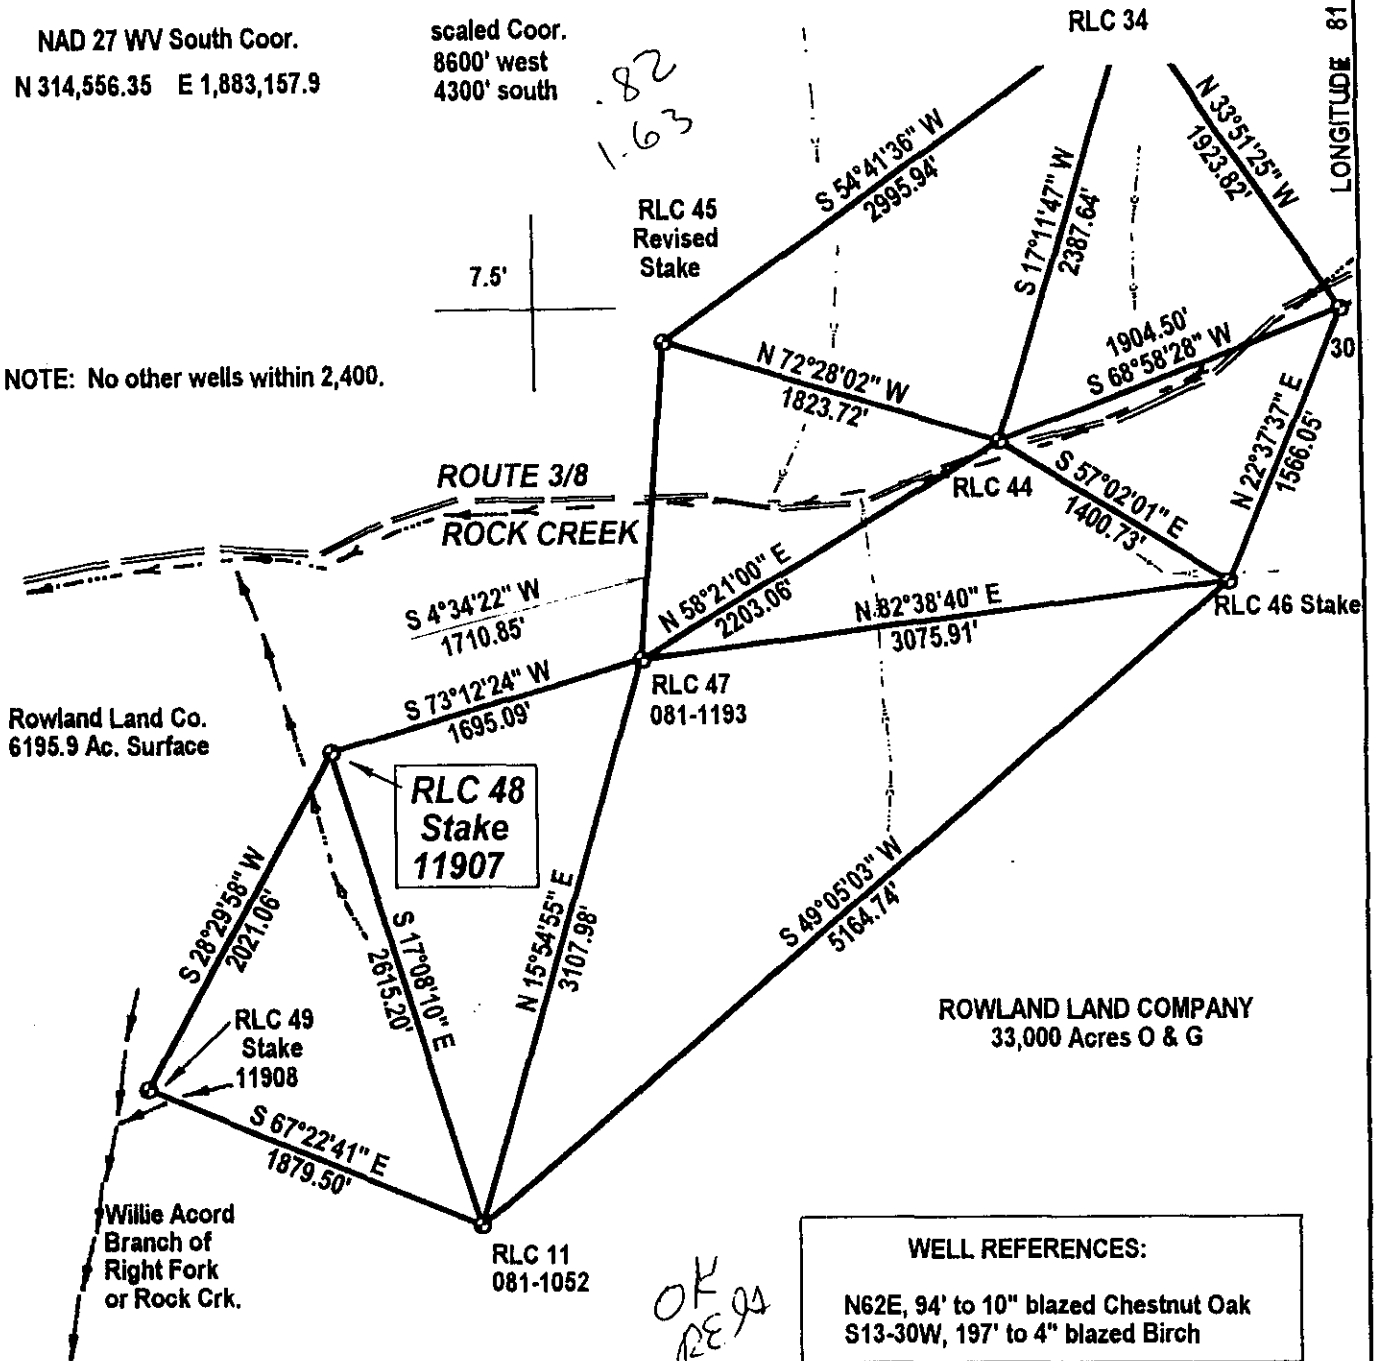 NAD 27 WV South Coor.
N 314,556.35 E 1,883,157.9
scaled Coor.
8600' west
4300' south
.82
1.63
RLC 34
LONGITUDE 81
S 54°41'36" W
2995.94'
S 17°11'47" W
2387.64'
N 33°51'25" W
1923.82'
RLC 45
Revised
Stake
7.5'
NOTE: No other wells within 2,400.
N 72°28'02" W
1823.72'
1904.50'
S 68°58'28" W
30
N 22°37'37" E
1566.05'
ROUTE 3/8
ROCK CREEK
RLC 44
S 57°02'01" E
1400.73'
S 4°34'22" W
1710.85'
N 58°21'00" E
2203.06'
N 82°38'40" E
3075.91'
RLC 46 Stake
S 73°12'24" W
1695.09'
RLC 47
081-1193
Rowland Land Co.
6195.9 Ac. Surface
RLC 48
Stake
11907
S 28°29'58" W
2021.06'
S 17°08'10" E
2615.20'
N 15°54'55" E
3107.98'
S 49°05'03" W
5164.74'
RLC 49
Stake
11908
ROWLAND LAND COMPANY
33,000 Acres O & G
S 67°22'41" E
1879.50'
Willie Acord
Branch of
Right Fork
or Rock Crk.
RLC 11
081-1052
OK
WELL REFERENCES:
N62E, 94' to 10" blazed Chestnut Oak
S13-30W, 197' to 4" blazed Birch